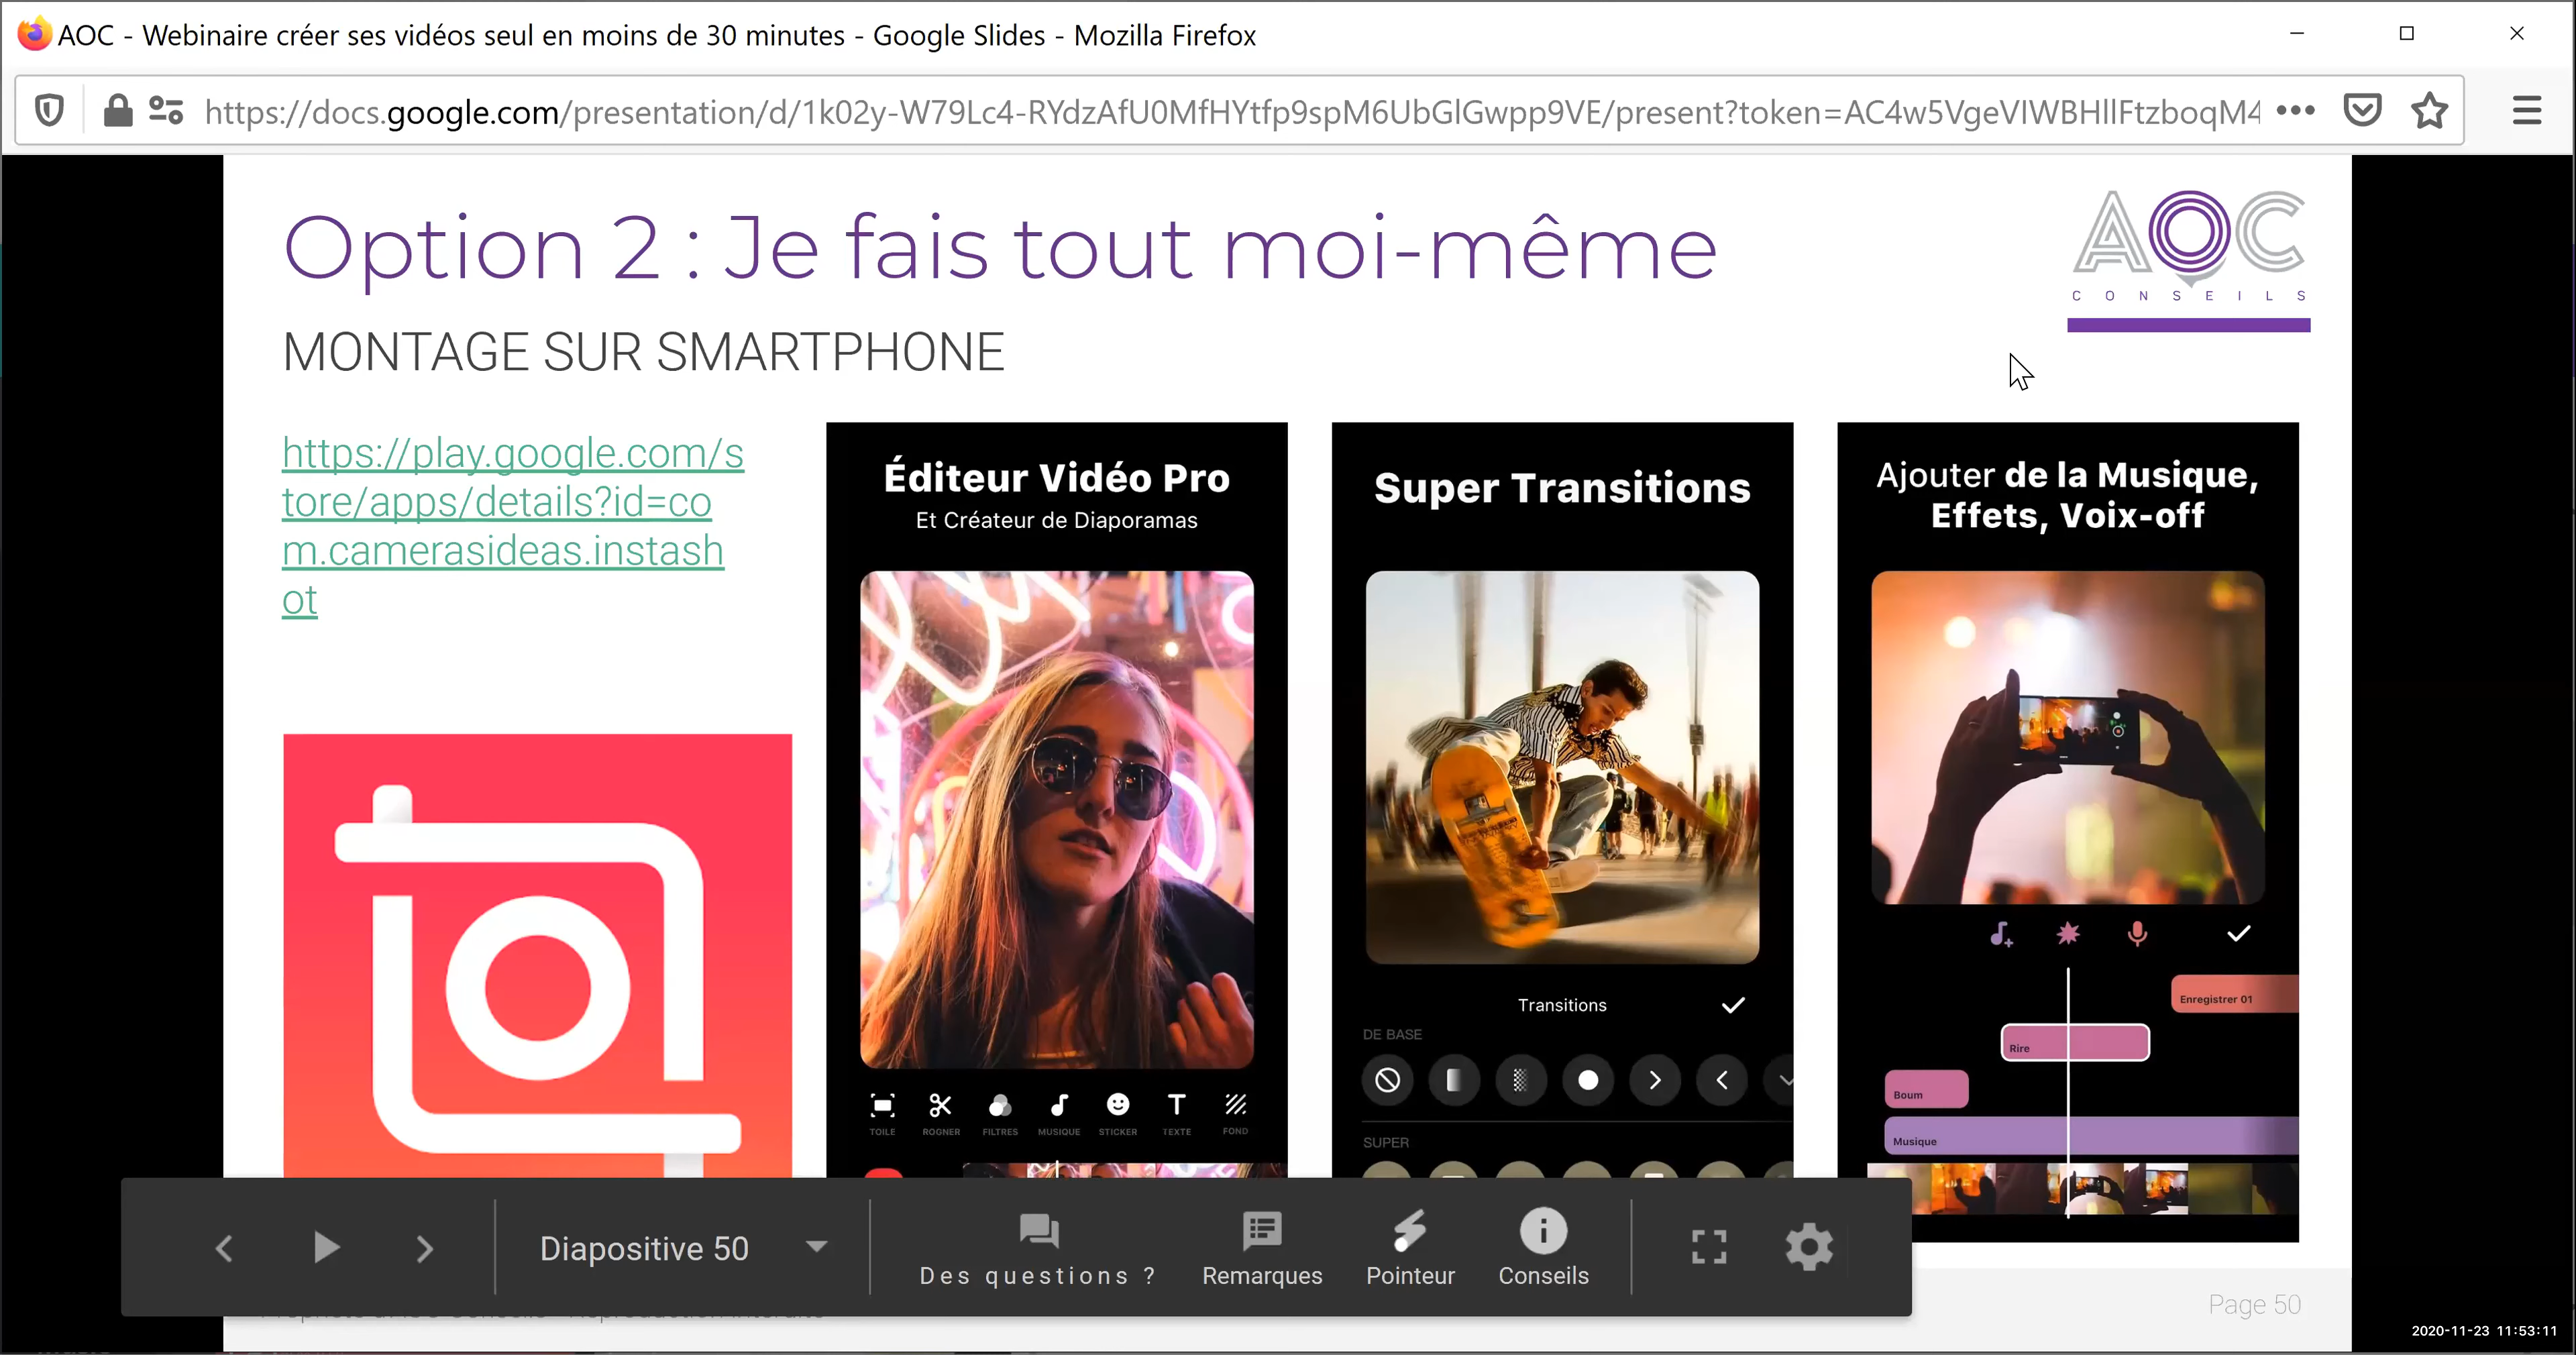 AOC - Webinaire créer ses vidéos seul en moins de 30 minutes - Google Slides - Mozilla Firefox
https://docs.google.com/presentation/d/1k02y-W79Lc4-RYdzAfU0MfHYtfp9spM6UbGlGwpp9VE/present?token=AC4w5VgeVIWBHllFtzboqM4
Option 2 : Je fais tout moi-même
AOC
CONSEILS
MONTAGE SUR SMARTPHONE
https://play.google.com/s
tore/apps/details?id=co
m.camerasideas.instash
ot
Éditeur Vidéo Pro
Et Créateur de Diaporamas
TOILE ROGNER FILTRES MUSIQUE STICKER TEXTE FOND
Super Transitions
Transitions
DE BASE
SUPER
Ajouter de la Musique,
Effets, Voix-off
Enregistrer 01
Rire
Boum
Musique
Diapositive 50
Des questions ?
Remarques
Pointeur
Conseils
Page 50
2020-11-23 11:53:11